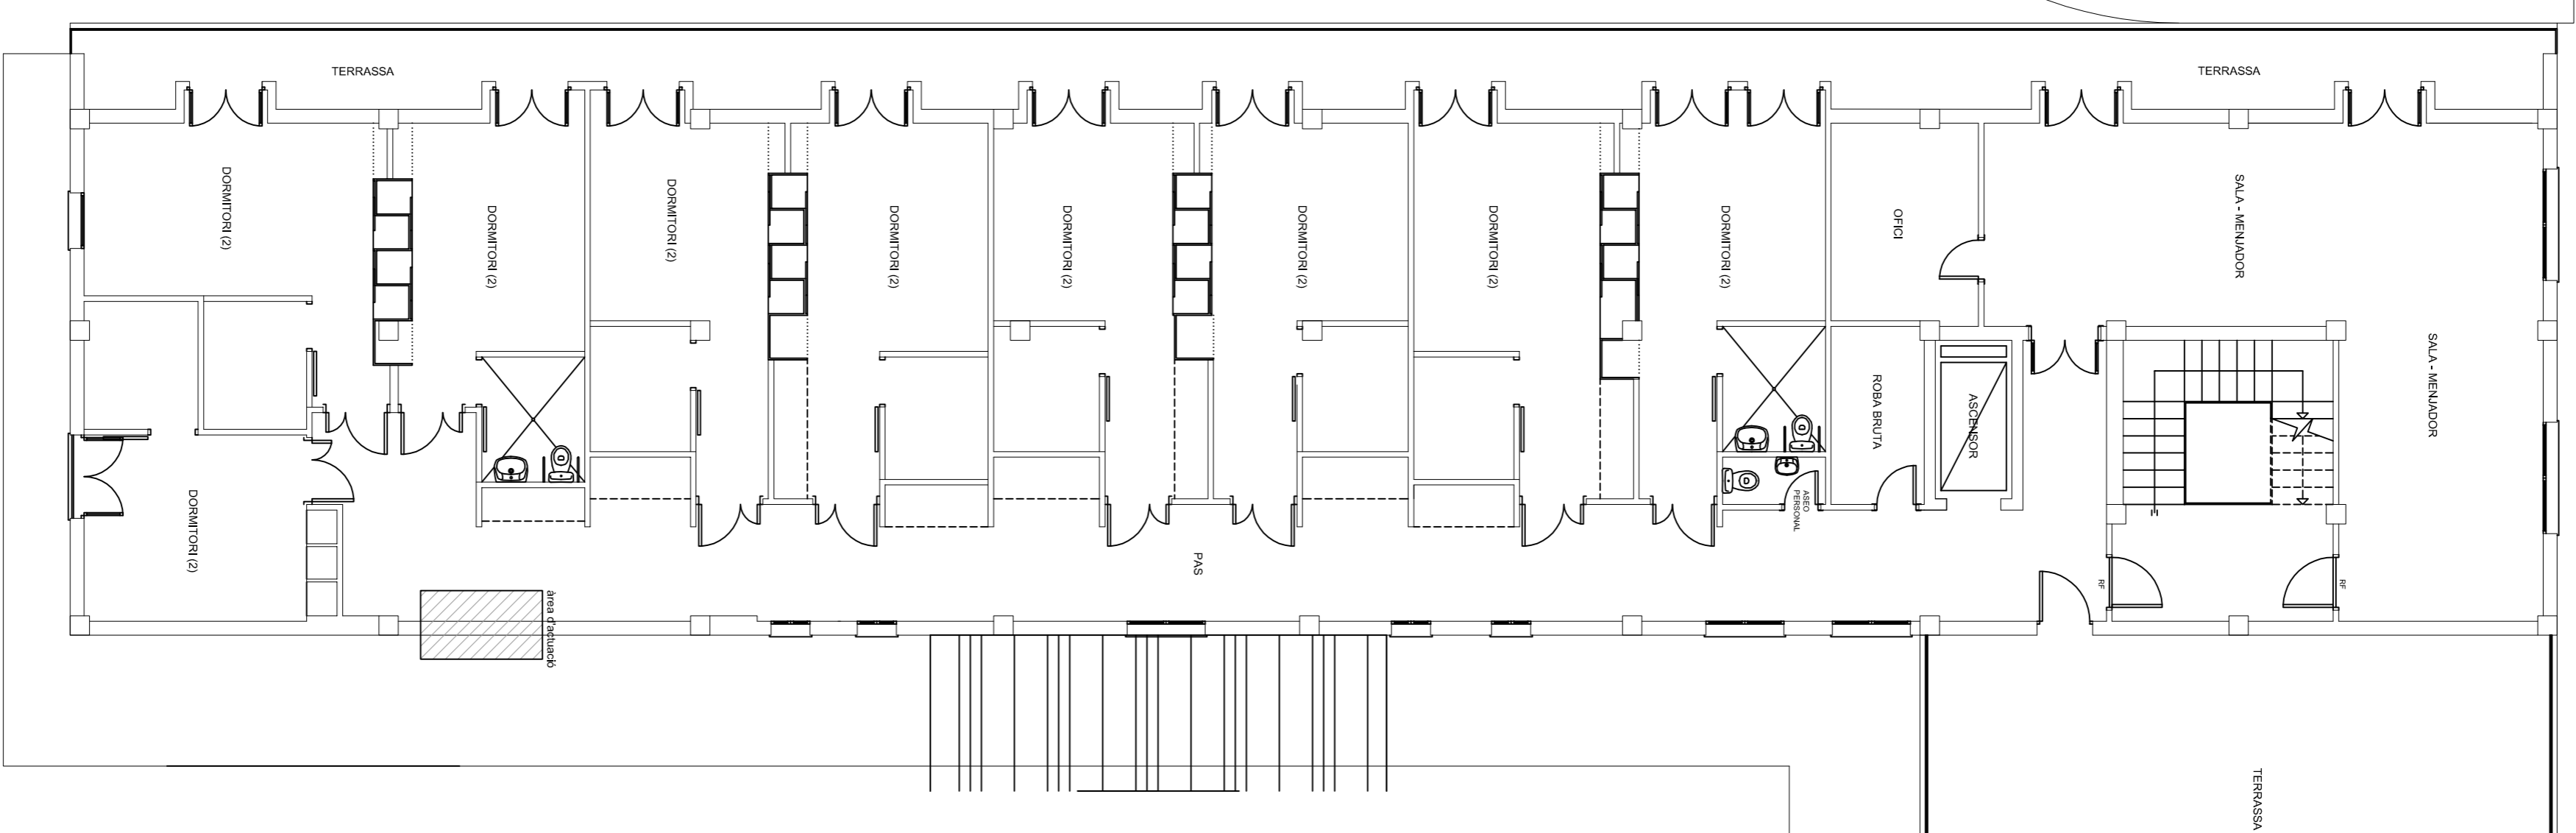 TERRASSA
TERRASSA
DORMITORI (2)
DORMITORI (2)
DORMITORI (2)
DORMITORI (2)
DORMITORI (2)
DORMITORI (2)
DORMITORI (2)
DORMITORI (2)
OFICI
SALA - MENJADOR
SALA - MENJADOR
ROBA BRUTA
ASCENSOR
ASEO
PERSONAL
DORMITORI (2)
PAS
RF
RF
àrea d'actuació
TERRASSA